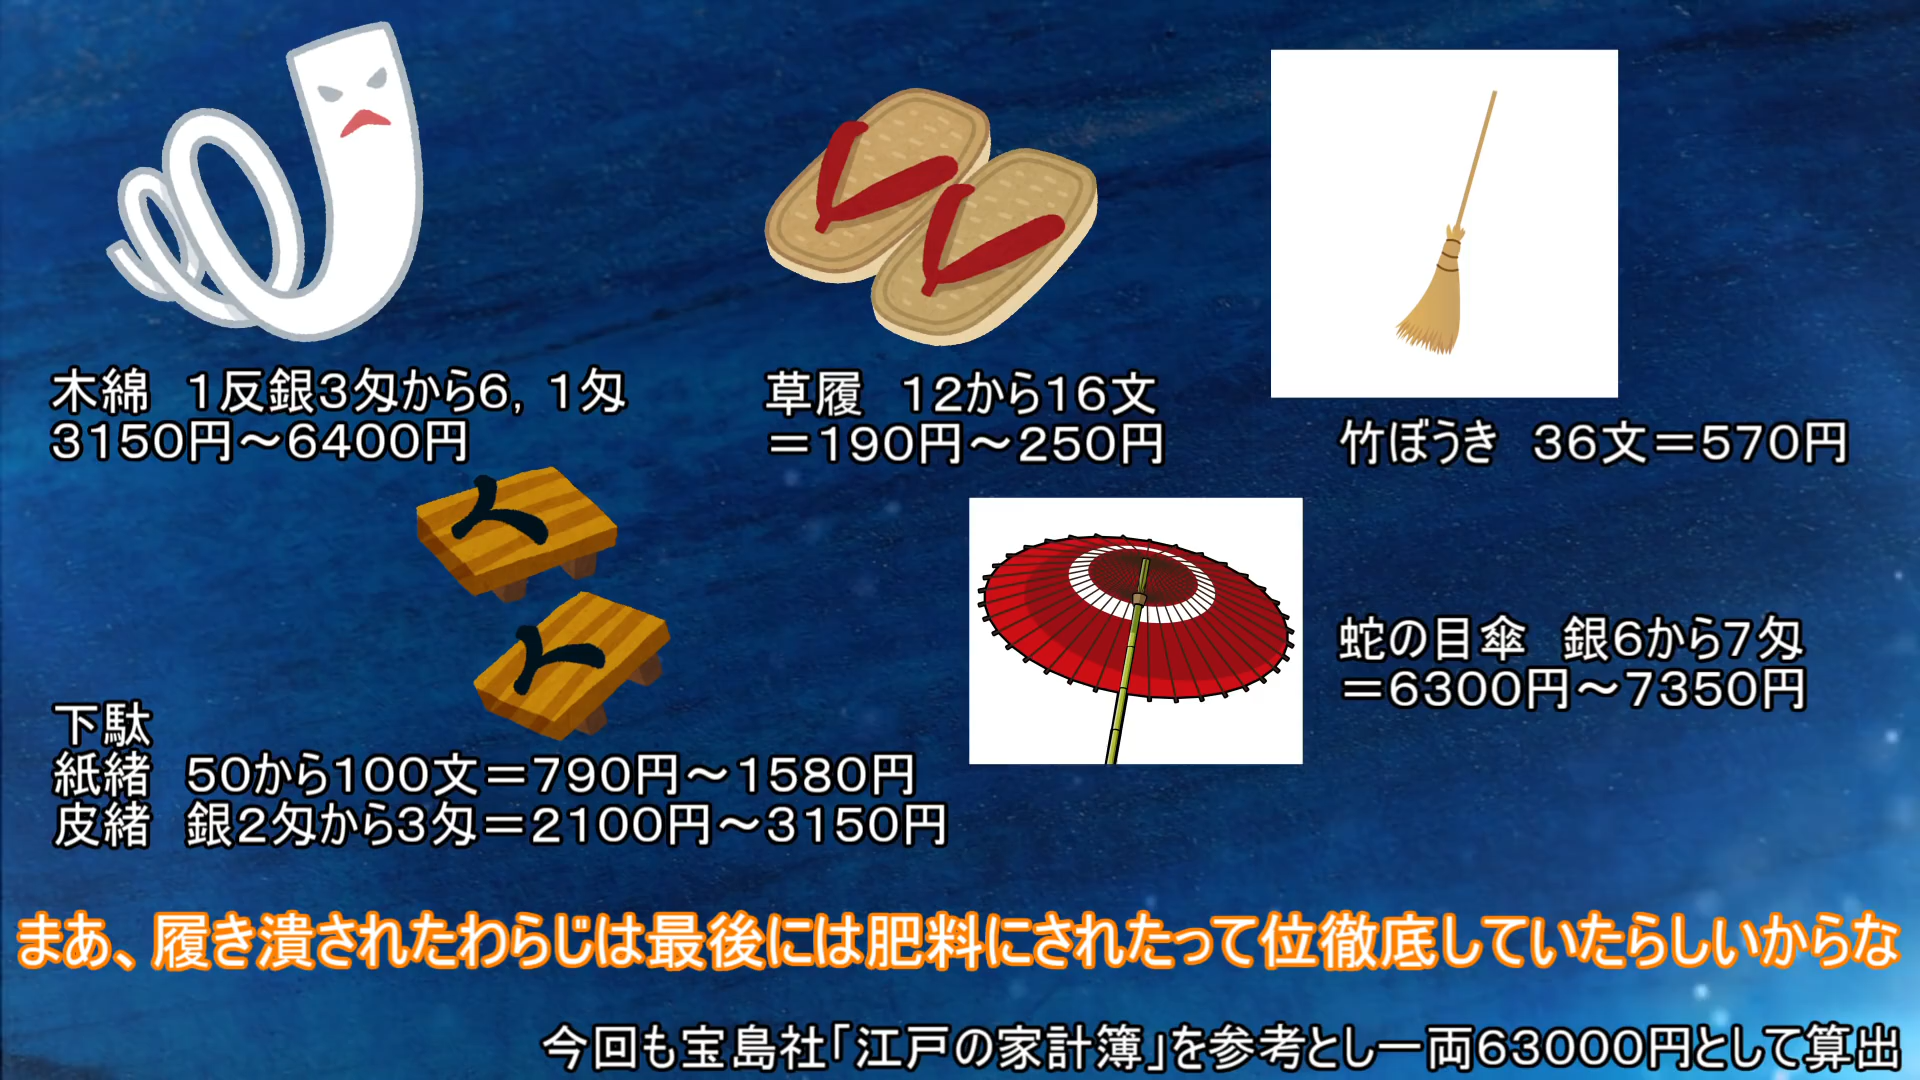 木綿　１反銀３匁から６，１匁
３１５０円～６４００円
草履　１２から１６文
＝１９０円～２５０円
竹ぼうき　３６文＝５７０円
蛇の目傘　銀６から７匁
＝６３００円～７３５０円
下駄
紙緒　５０から１００文＝７９０円～１５８０円
皮緒　銀２匁から３匁＝２１００円～３１５０円
まあ、履き潰されたわらじは最後には肥料にされたって位徹底していたらしいからな
今回も宝島社「江戸の家計簿」を参考とし一両６３０００円として算出